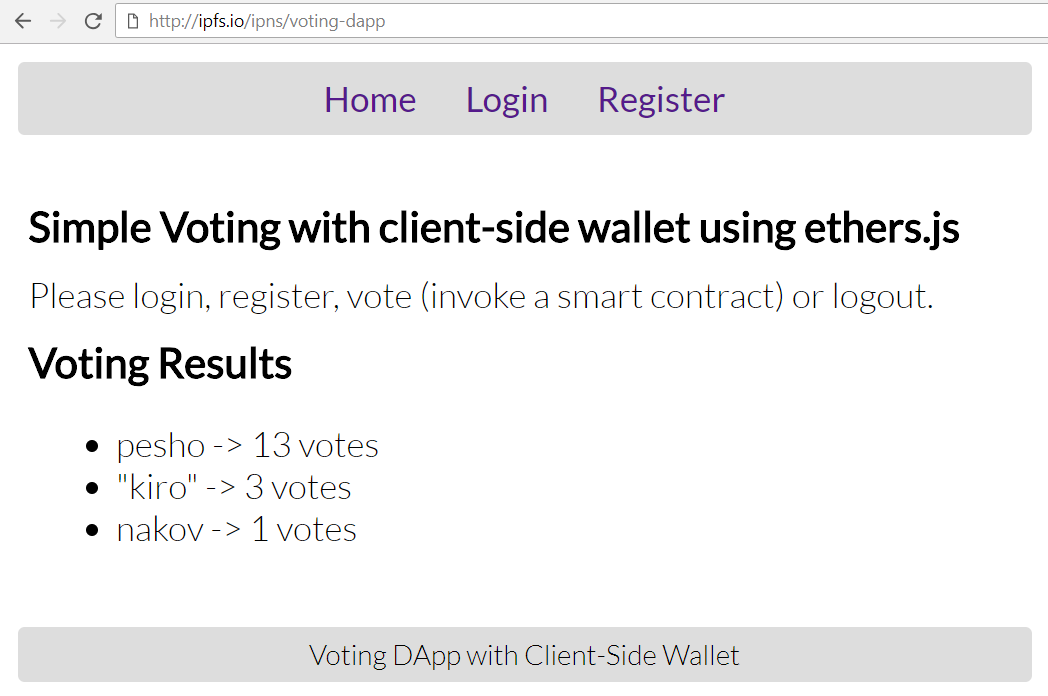 http://ipfs.io/ipns/voting-dapp
Home Login Register
Simple Voting with client-side wallet using ethers.js
Please login, register, vote (invoke a smart contract) or logout.
Voting Results
pesho -> 13 votes
"kiro" -> 3 votes
nakov -> 1 votes
Voting DApp with Client-Side Wallet